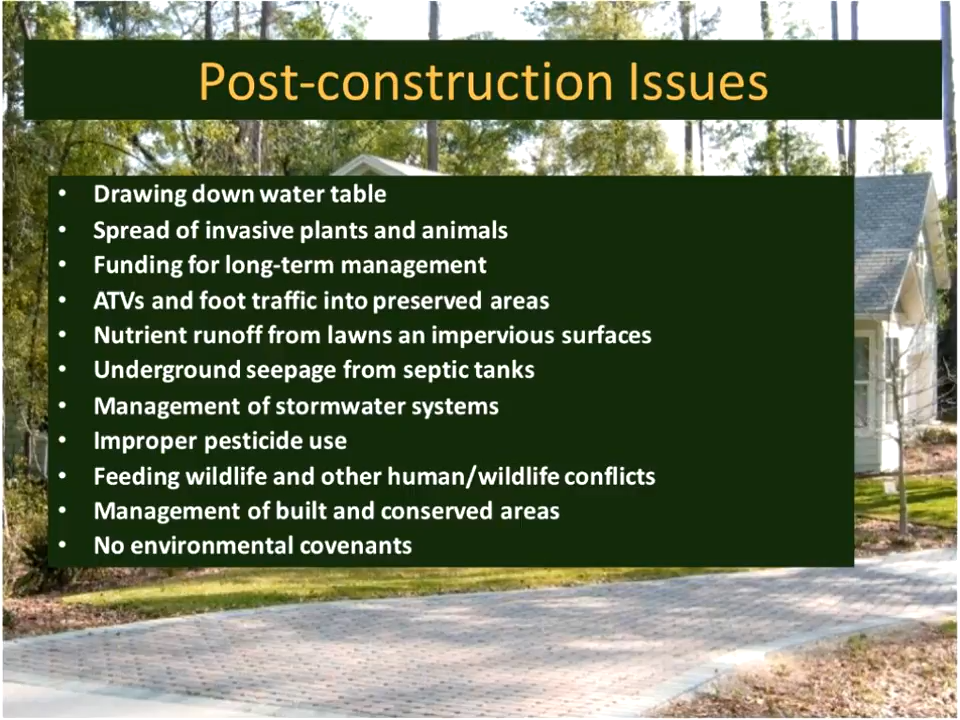 Post-construction Issues
• Drawing down water table
• Spread of invasive plants and animals
• Funding for long-term management
• ATVs and foot traffic into preserved areas
• Nutrient runoff from lawns an impervious surfaces
• Underground seepage from septic tanks
• Management of stormwater systems
• Improper pesticide use
• Feeding wildlife and other human/wildlife conflicts
• Management of built and conserved areas
• No environmental covenants